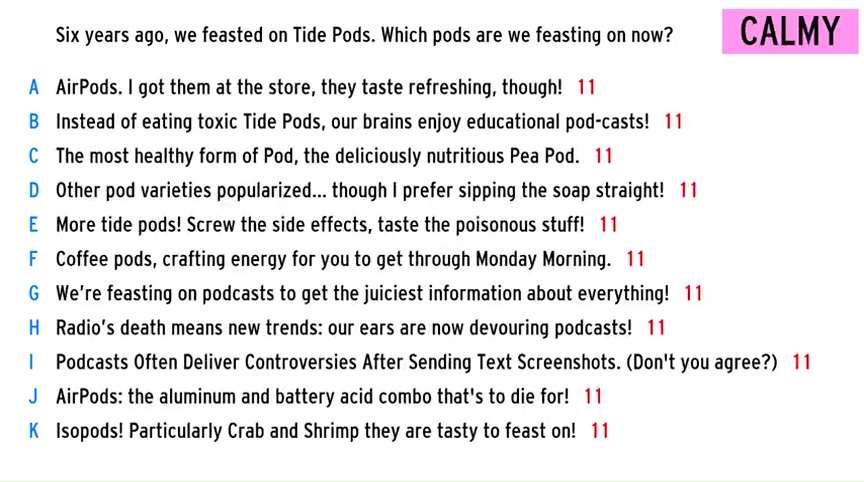 Six years ago, we feasted on Tide Pods. Which pods are we feasting on now?
CALMY
A AirPods. I got them at the store, they taste refreshing, though! 11
B Instead of eating toxic Tide Pods, our brains enjoy educational pod-casts! 11
C The most healthy form of Pod, the deliciously nutritious Pea Pod. 11
D Other pod varieties popularized... though I prefer sipping the soap straight! 11
E More tide pods! Screw the side effects, taste the poisonous stuff! 11
F Coffee pods, crafting energy for you to get through Monday Morning. 11
G We're feasting on podcasts to get the juiciest information about everything! 11
H Radio's death means new trends: our ears are now devouring podcasts! 11
I Podcasts Often Deliver Controversies After Sending Text Screenshots. (Don't you agree?) 11
J AirPods: the aluminum and battery acid combo that's to die for! 11
K Isopods! Particularly Crab and Shrimp they are tasty to feast on! 11